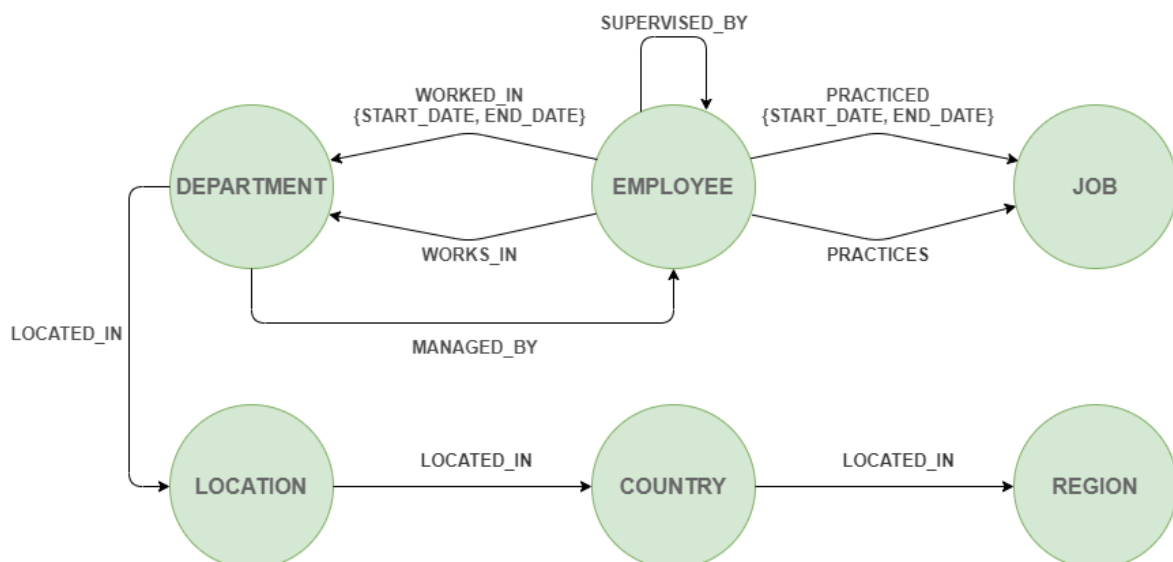 SUPERVISED_BY
WORKED_IN
{START_DATE, END_DATE}
PRACTICED
{START_DATE, END_DATE}
DEPARTMENT
EMPLOYEE
JOB
WORKS_IN
PRACTICES
LOCATED_IN
MANAGED_BY
LOCATED_IN
LOCATED_IN
LOCATION
COUNTRY
REGION